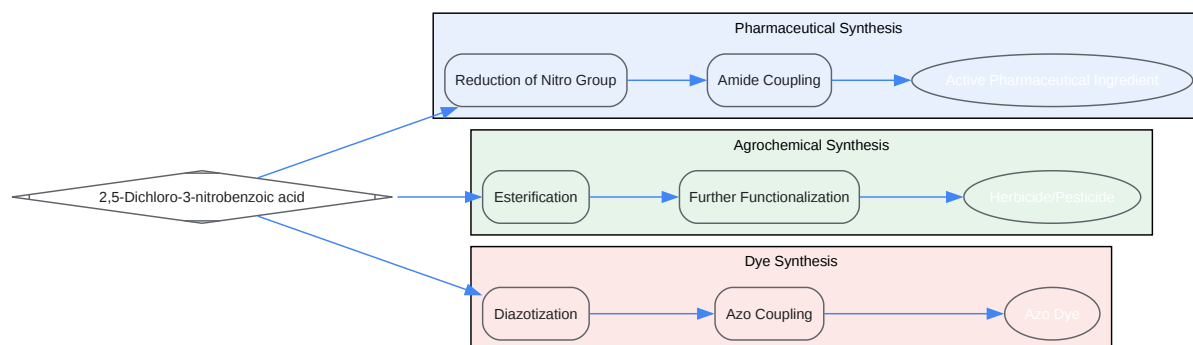 Pharmaceutical Synthesis
Reduction of Nitro Group
Amide Coupling
Active Pharmaceutical Ingredient
Agrochemical Synthesis
2,5-Dichloro-3-nitrobenzoic acid
Esterification
Further Functionalization
Herbicide/Pesticide
Dye Synthesis
Diazotization
Azo Coupling
Azo Dye